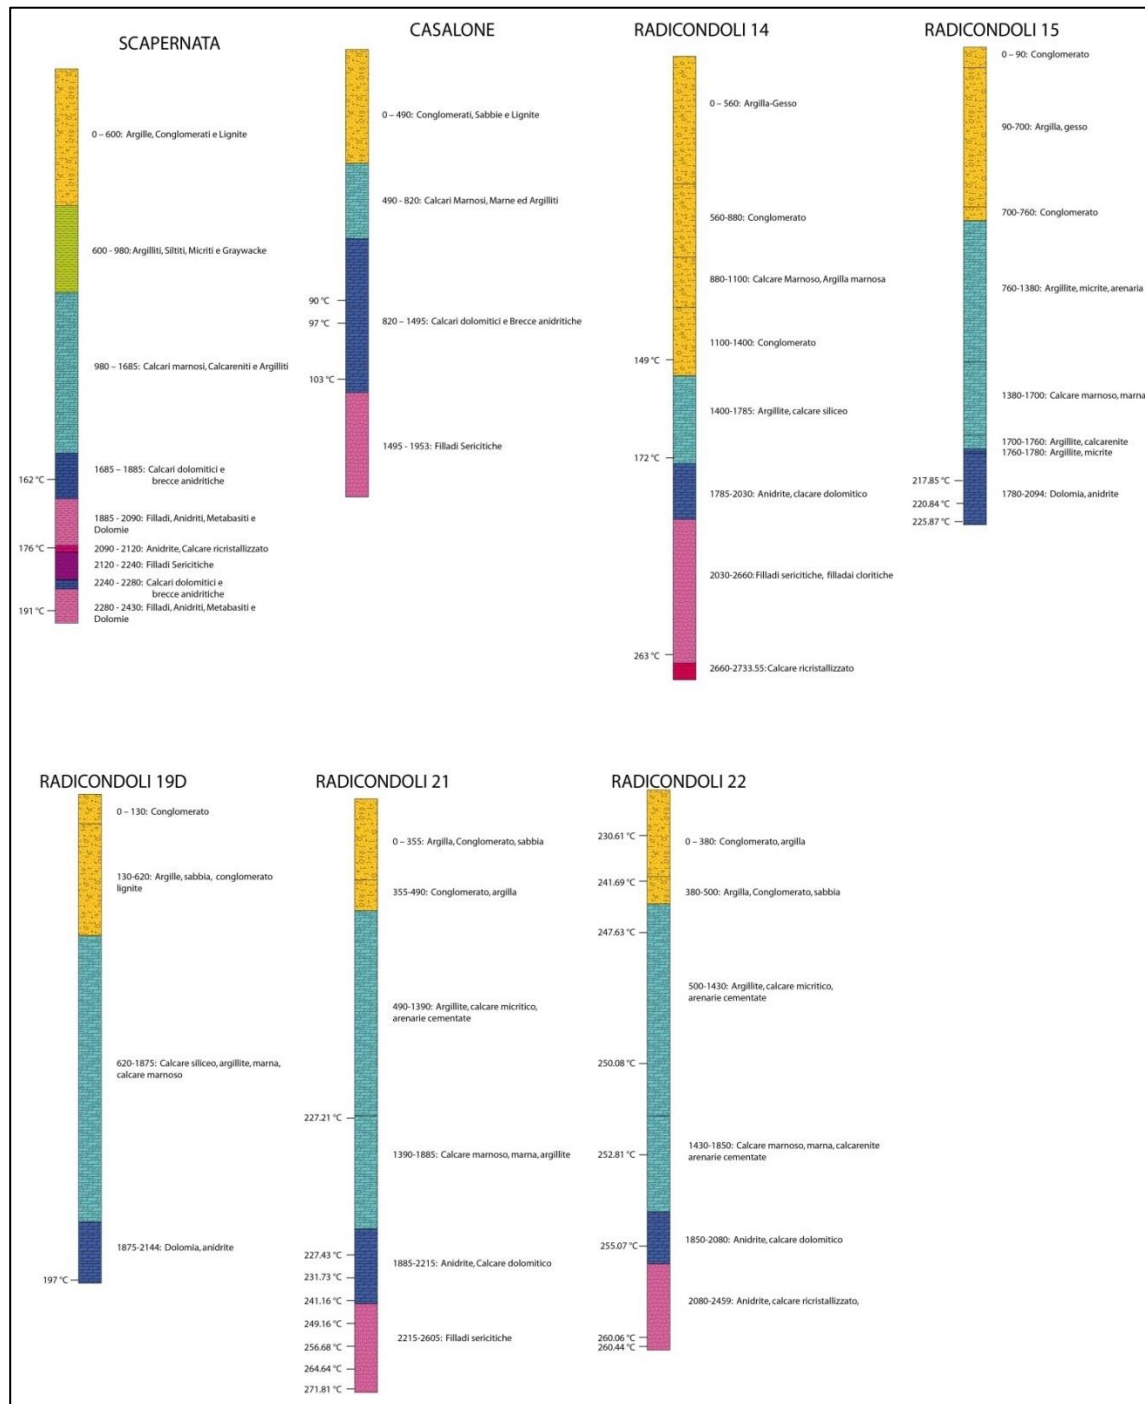 SCAPERNATA
0 – 600: Argille, Conglomerati e Lignite
600 - 980: Argilliti, Siltiti, Micriti e Graywacke
980 – 1685: Calcari marnosi, Calcareniti e Argilliti
1685 – 1885: Calcari dolomitici e
brecce anidritiche
162 °C
1885 - 2090: Filladi, Anidriti, Metabasiti e
Dolomie
176 °C
2090 - 2120: Anidrite, Calcare ricristallizzato
2120 - 2240: Filladi Sericitiche
2240 - 2280: Calcari dolomitici e
brecce anidritiche
2280 - 2430: Filladi, Anidriti, Metabasiti e
Dolomie
191 °C
CASALONE
0 – 490: Conglomerati, Sabbie e Lignite
490 - 820: Calcari Marnosi, Marne ed Argilliti
90 °C
97 °C
820 – 1495: Calcari dolomitici e Brecce anidritiche
103 °C
1495 - 1953: Filladi Sericitiche
RADICONDOLI 14
0 – 560: Argilla-Gesso
560-880: Conglomerato
880-1100: Calcare Marnoso, Argilla marnosa
1100-1400: Conglomerato
149 °C
1400-1785: Argillite, calcare siliceo
172 °C
1785-2030: Anidrite, clacare dolomitico
2030-2660: Filladi sericitiche, filladai cloritiche
263 °C
2660-2733.55: Calcare ricristallizzato
RADICONDOLI 15
0 – 90: Conglomerato
90-700: Argilla, gesso
700-760: Conglomerato
760-1380: Argillite, micrite, arenaria
1380-1700: Calcare marnoso, marna
1700-1760: Argillite, calcarenite
1760-1780: Argillite, micrite
217.85 °C
1780-2094: Dolomia, anidrite
220.84 °C
225.87 °C
RADICONDOLI 19D
0 – 130: Conglomerato
130-620: Argille, sabbia, conglomerato
lignite
620-1875: Calcare siliceo, argillite, marna,
calcare marnoso
1875-2144: Dolomia, anidrite
197 °C
RADICONDOLI 21
0 – 355: Argilla, Conglomerato, sabbia
355-490: Conglomerato, argilla
490-1390: Argillite, calcare micritico,
arenarie cementate
227.21 °C
1390-1885: Calcare marnoso, marna, argillite
227.43 °C
1885-2215: Anidrite, Calcare dolomitico
231.73 °C
241.16 °C
249.16 °C
2215-2605: Filladi sericitiche
256.68 °C
264.64 °C
271.81 °C
RADICONDOLI 22
230.61 °C
0 – 380: Conglomerato, argilla
241.69 °C
380-500: Argilla, Conglomerato, sabbia
247.63 °C
500-1430: Argillite, calcare micritico,
arenarie cementate
250.08 °C
1430-1850: Calcare marnoso, marna, calcarenite
arenarie cementate
252.81 °C
1850-2080: Anidrite, calcare dolomitico
255.07 °C
2080-2459: Anidrite, calcare ricristallizzato,
260.06 °C
260.44 °C